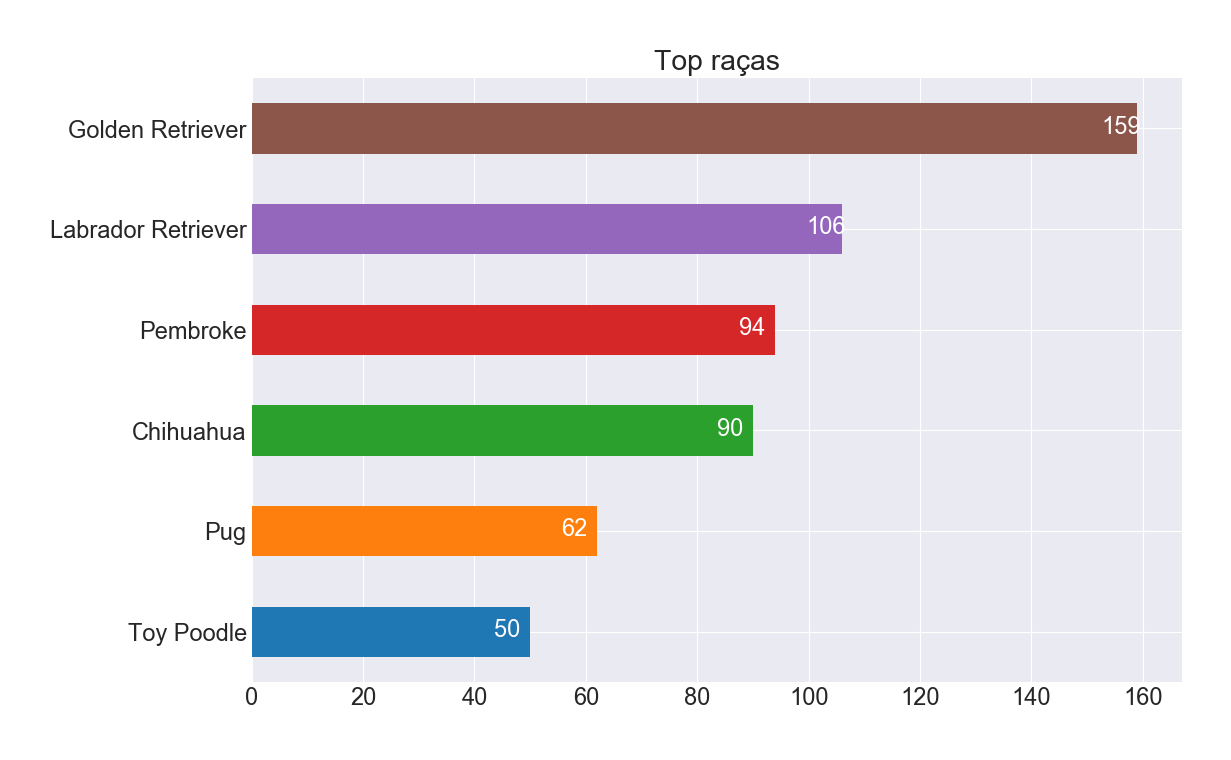 Top raças
Golden Retriever 159
Labrador Retriever 106
Pembroke 94
Chihuahua 90
Pug 62
Toy Poodle 50
0 20 40 60 80 100 120 140 160